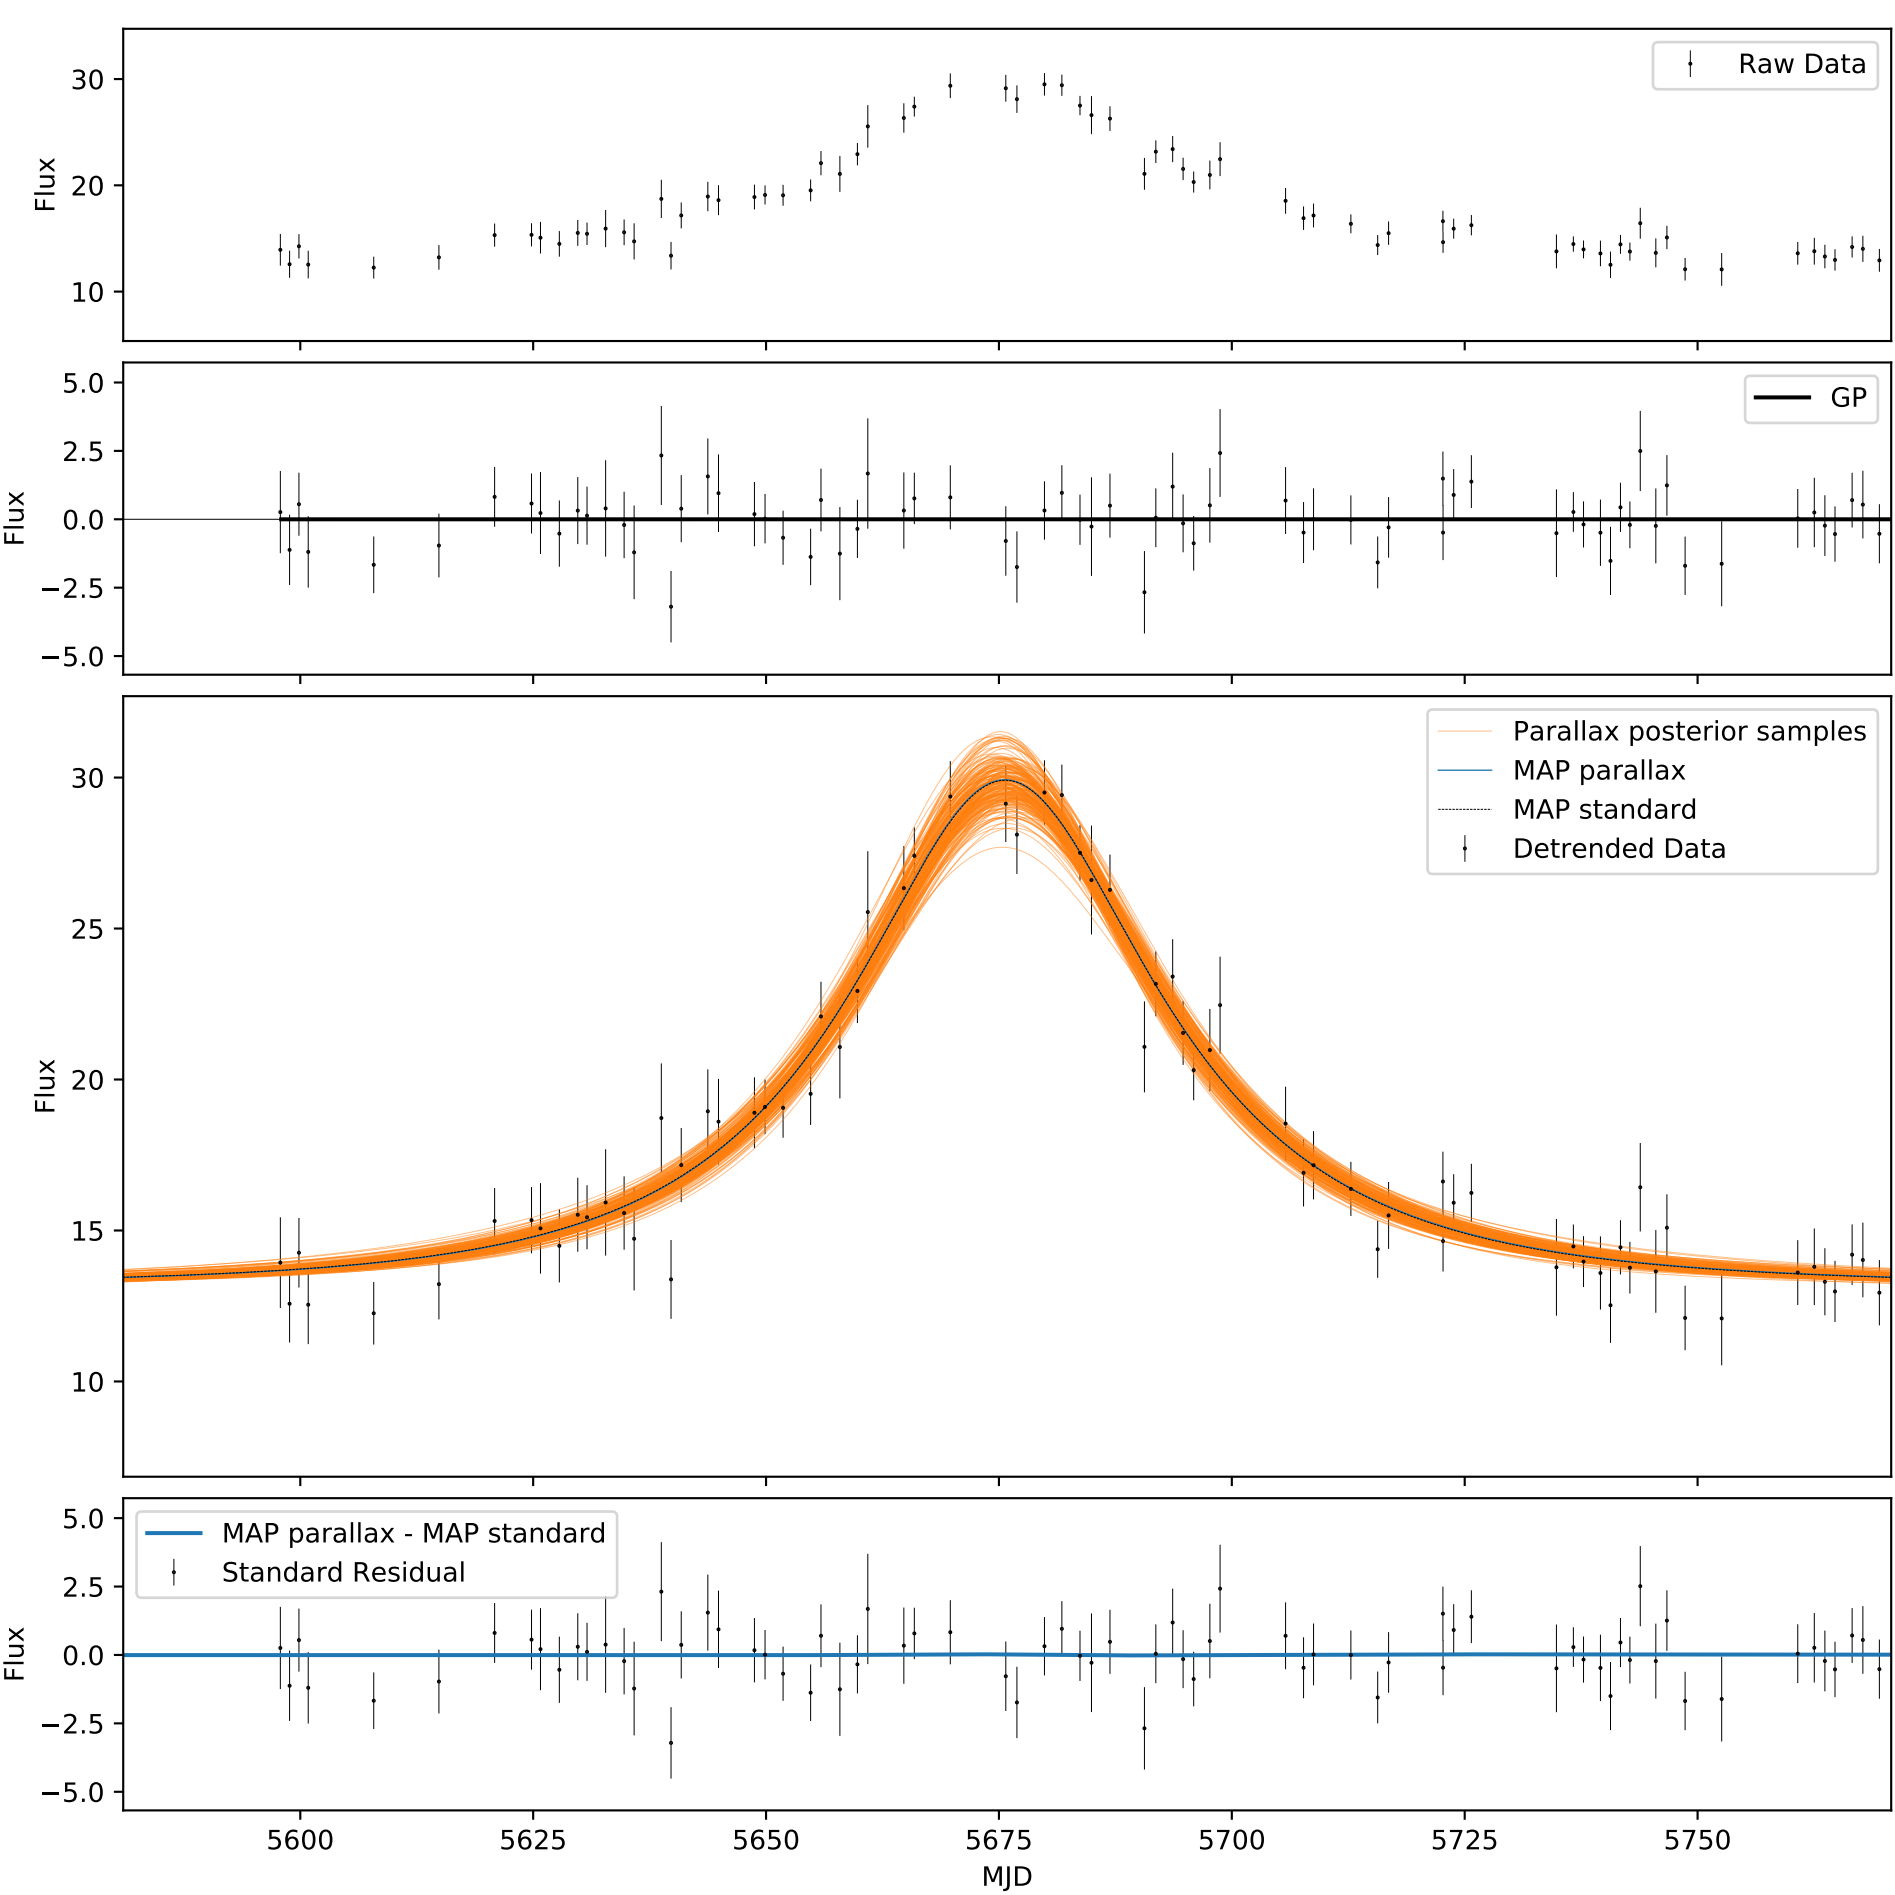 Raw Data
30
20
10
Flux
GP
5.0
2.5
0.0
−2.5
−5.0
Flux
Parallax posterior samples
MAP parallax
MAP standard
Detrended Data
30
25
20
15
10
Flux
MAP parallax - MAP standard
Standard Residual
5.0
2.5
0.0
−2.5
−5.0
Flux
5600 5625 5650 5675 5700 5725 5750
MJD